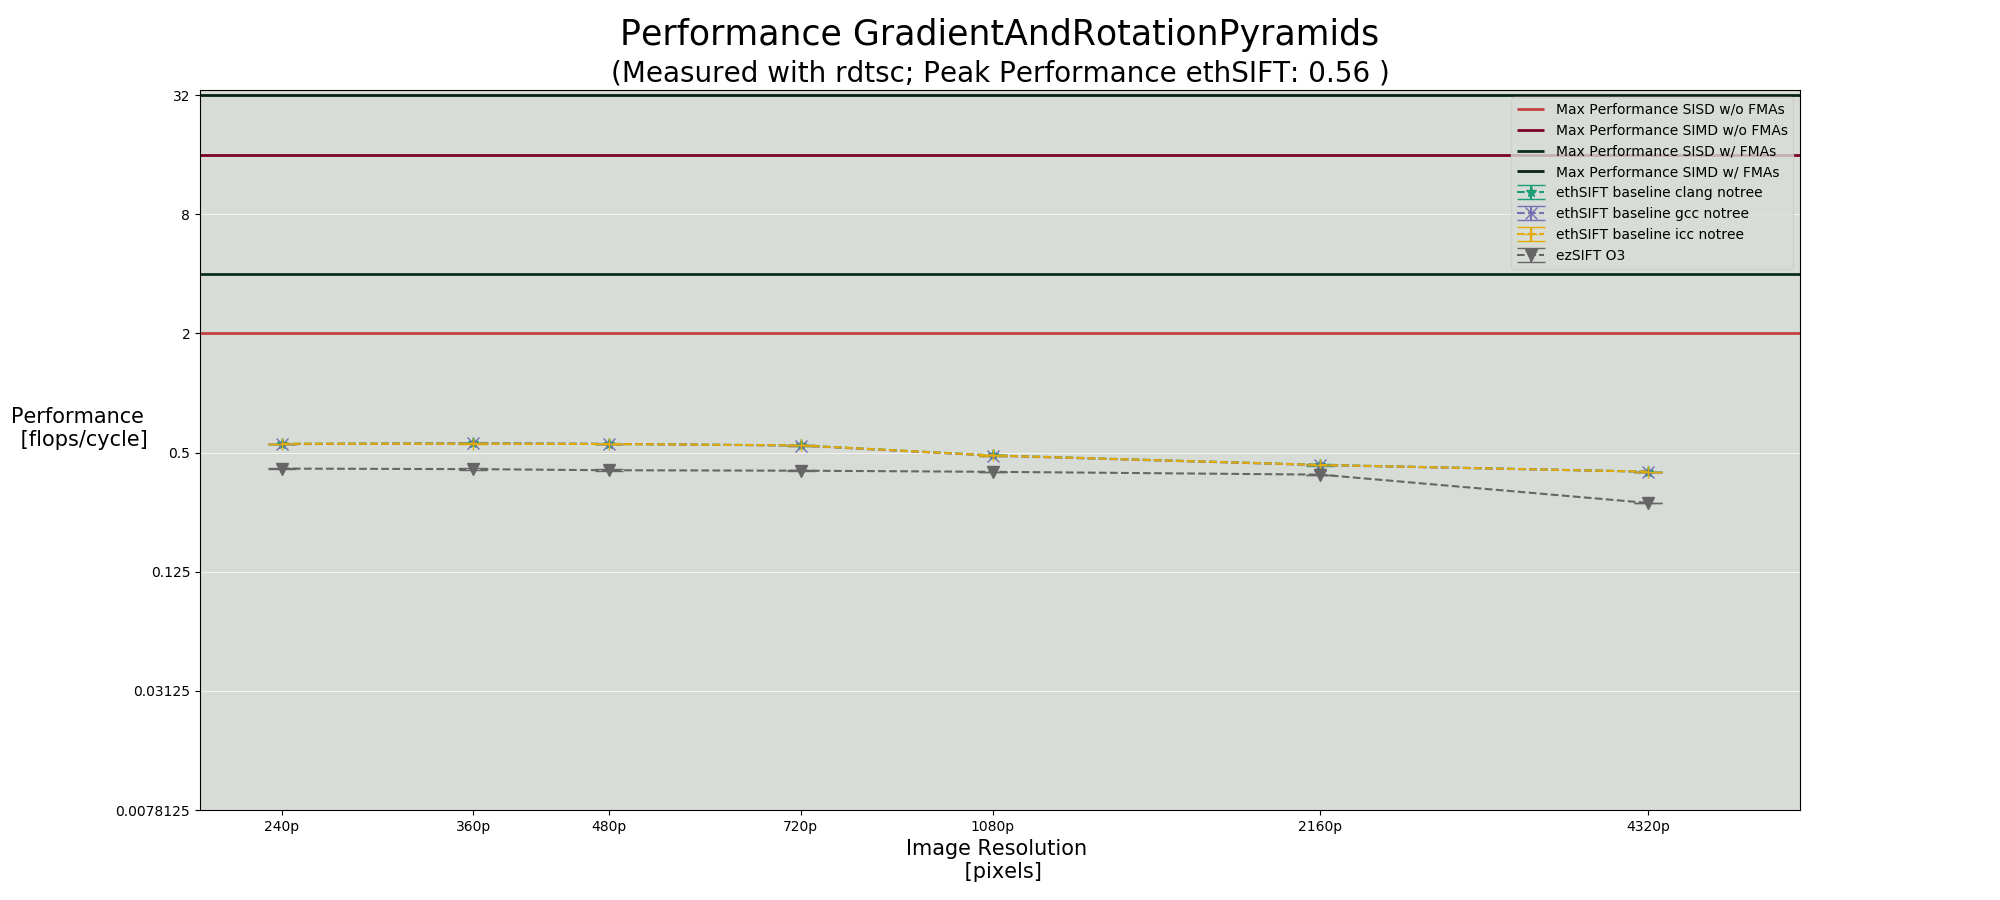 Performance GradientAndRotationPyramids
(Measured with rdtsc; Peak Performance ethSIFT: 0.56 )
32
8
2
0.5
0.125
0.03125
0.0078125
Performance
[flops/cycle]
Max Performance SISD w/o FMAs
Max Performance SIMD w/o FMAs
Max Performance SISD w/ FMAs
Max Performance SIMD w/ FMAs
ethSIFT baseline clang notree
ethSIFT baseline gcc notree
ethSIFT baseline icc notree
ezSIFT O3
240p 360p 480p 720p 1080p 2160p 4320p
Image Resolution
[pixels]